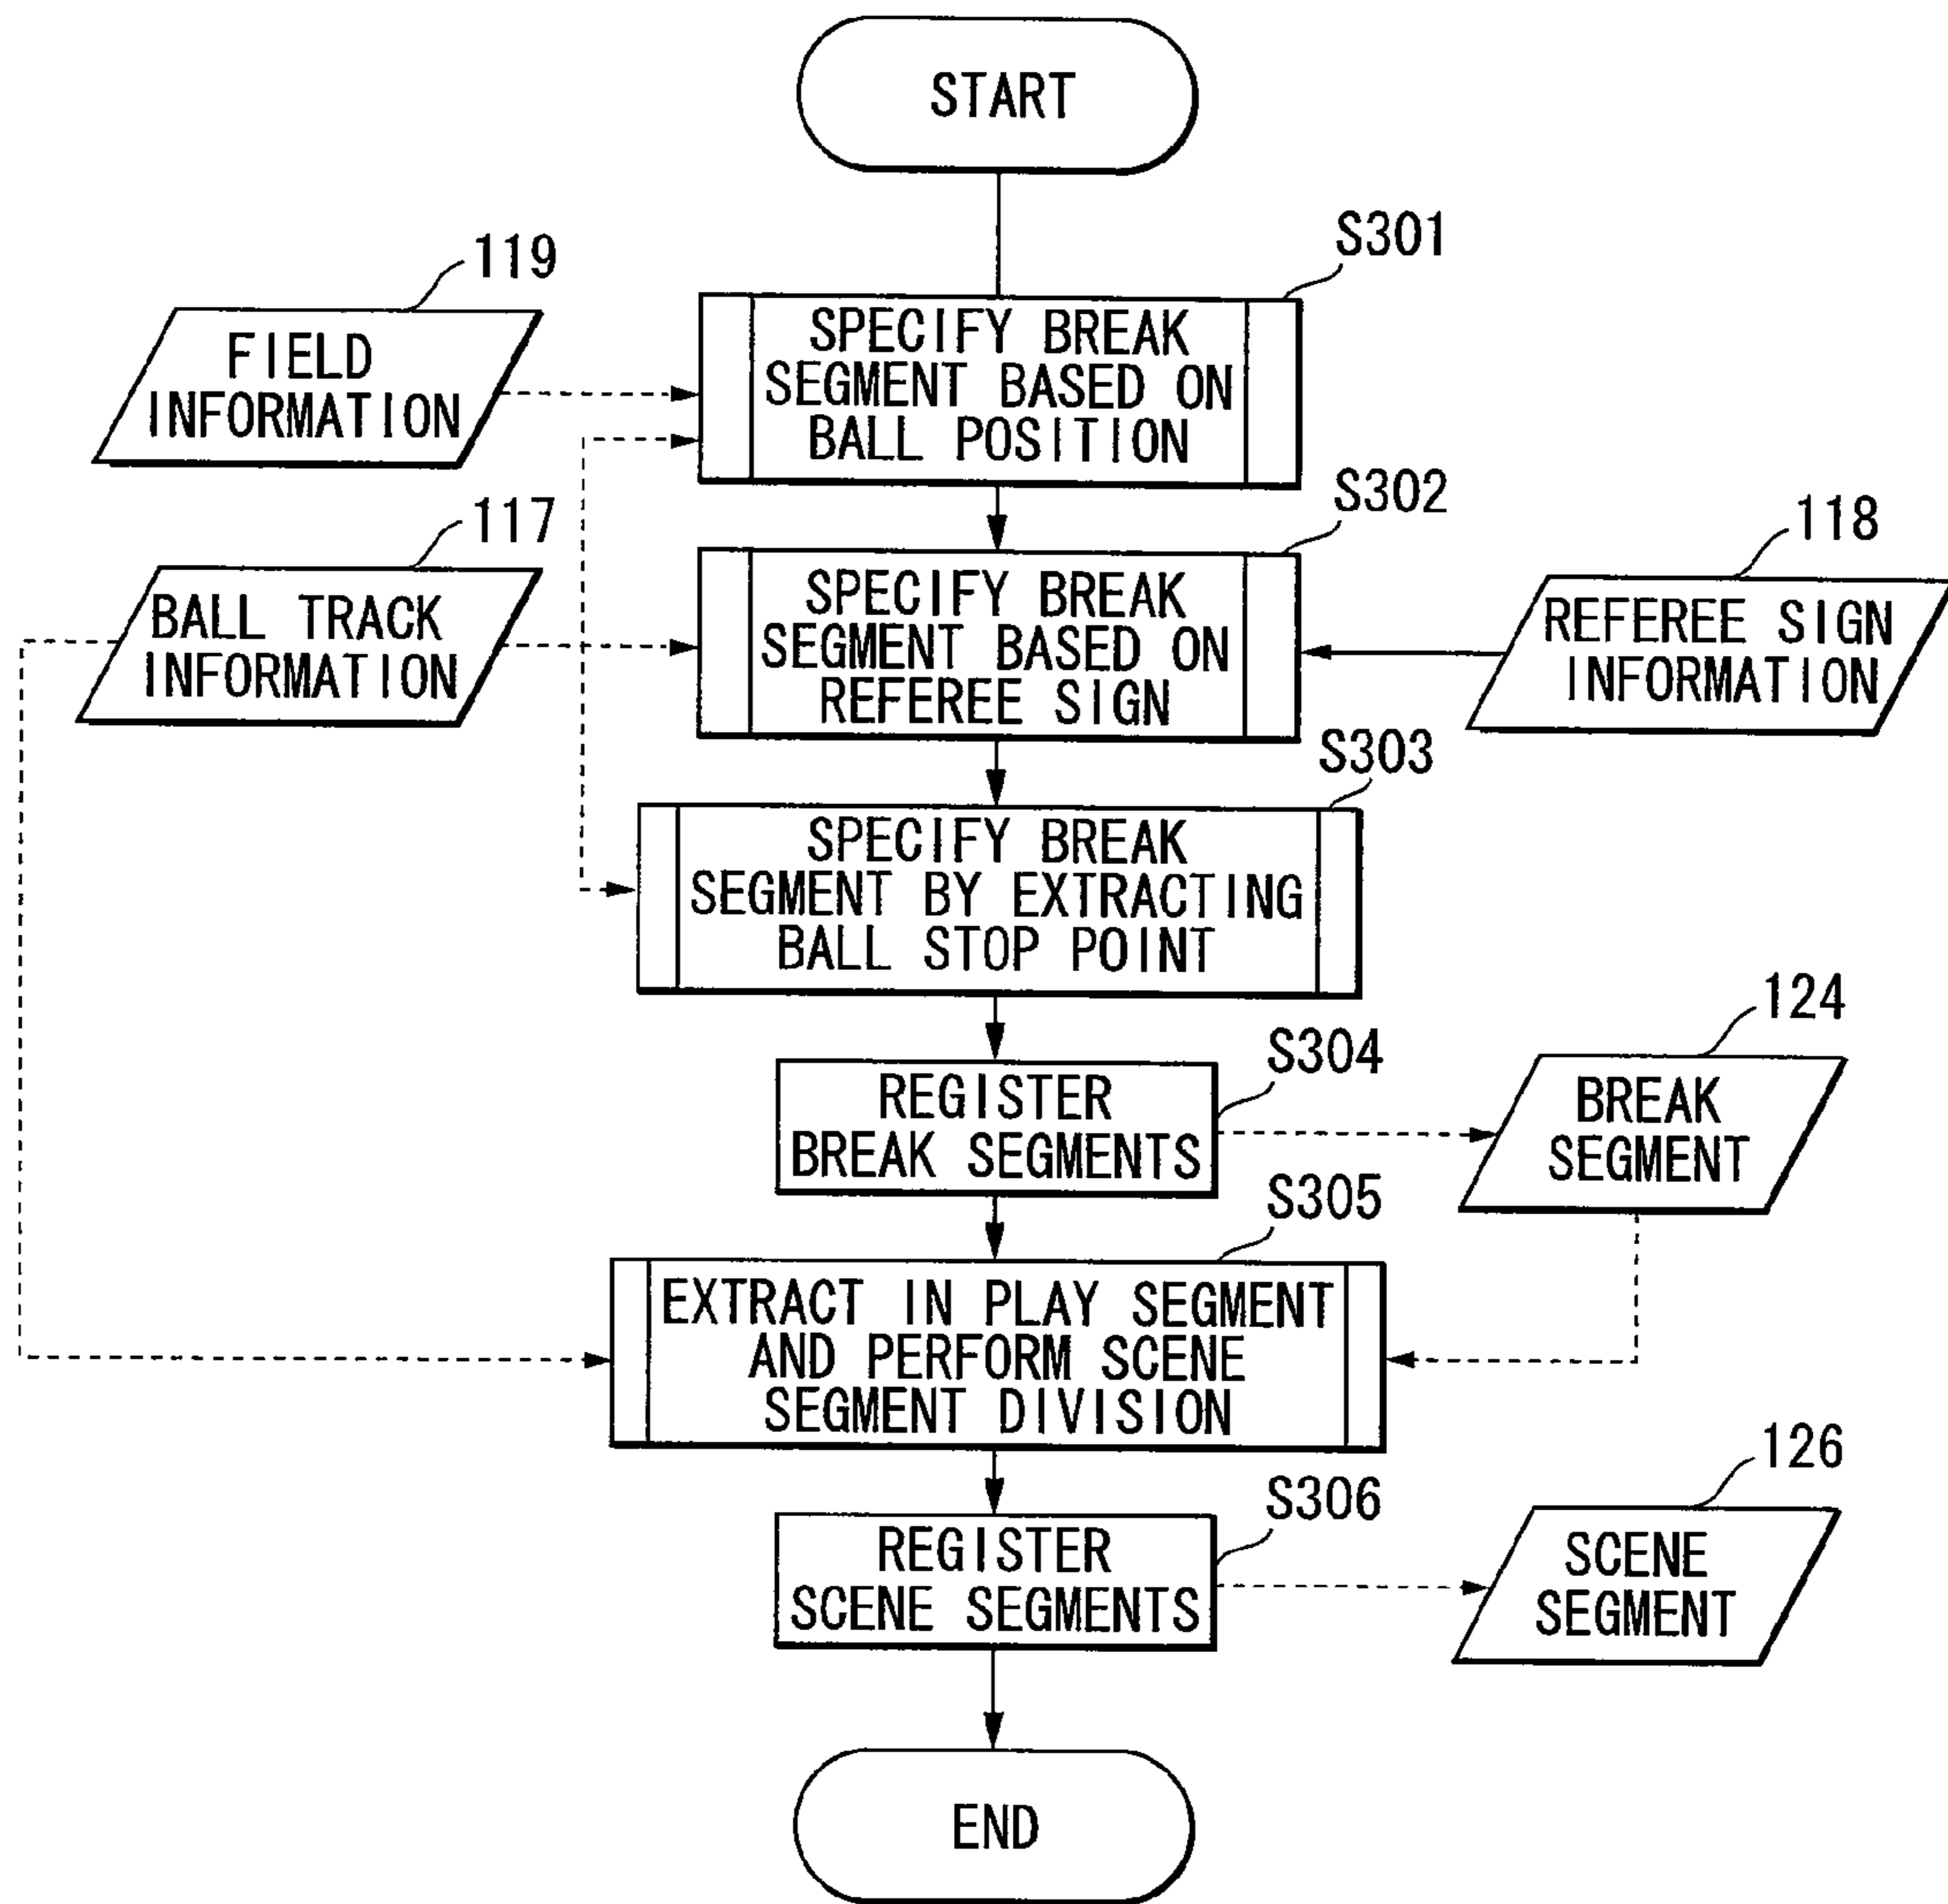 START
S301
119
SPECIFY BREAK
SEGMENT BASED ON
BALL POSITION
FIELD
INFORMATION
S302
117
118
SPECIFY BREAK
SEGMENT BASED ON
REFEREE SIGN
BALL TRACK
INFORMATION
REFEREE SIGN
INFORMATION
S303
SPECIFY BREAK
SEGMENT BY EXTRACTING
BALL STOP POINT
124
S304
REGISTER
BREAK SEGMENTS
BREAK
SEGMENT
S305
EXTRACT IN PLAY SEGMENT
AND PERFORM SCENE
SEGMENT DIVISION
126
S306
REGISTER
SCENE SEGMENTS
SCENE
SEGMENT
END